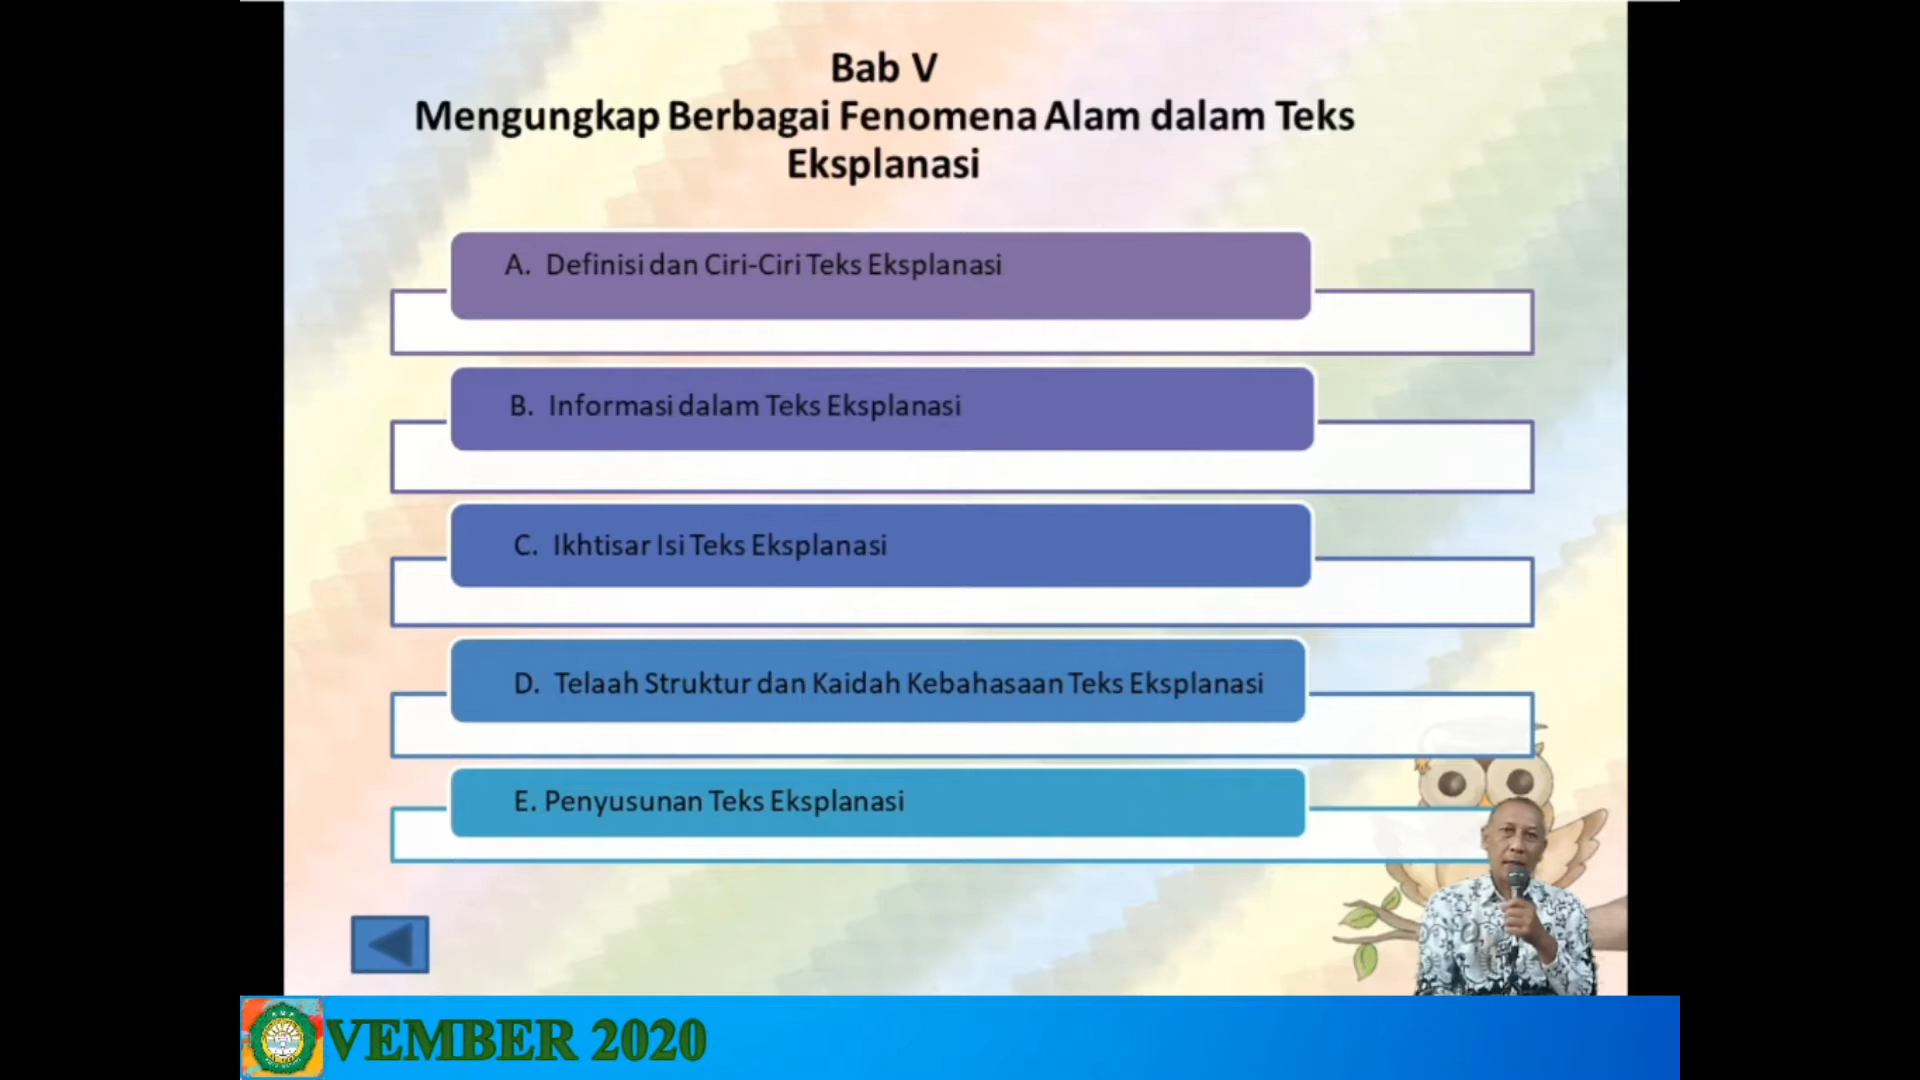 Bab V
Mengungkap Berbagai Fenomena Alam dalam Teks
Eksplanasi
A. Definisi dan Ciri-Ciri Teks Eksplanasi
B. Informasi dalam Teks Eksplanasi
C. Ikhtisar Isi Teks Eksplanasi
D. Telaah Struktur dan Kaidah Kebahasaan Teks Eksplanasi
E. Penyusunan Teks Eksplanasi
VEMBER 2020